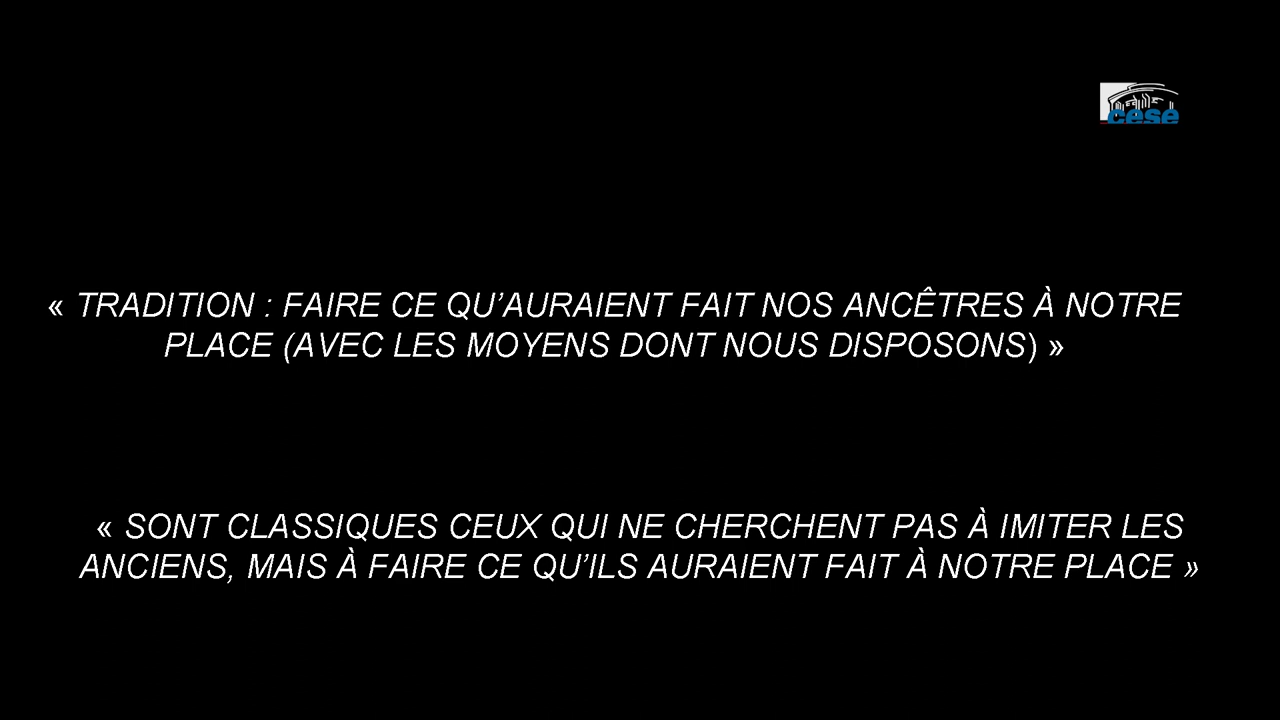 cese
« TRADITION : FAIRE CE QU’AURAIENT FAIT NOS ANCÊTRES À NOTRE
PLACE (AVEC LES MOYENS DONT NOUS DISPOSONS) »
« SONT CLASSIQUES CEUX QUI NE CHERCHENT PAS À IMITER LES
ANCIENS, MAIS À FAIRE CE QU’ILS AURAIENT FAIT À NOTRE PLACE »